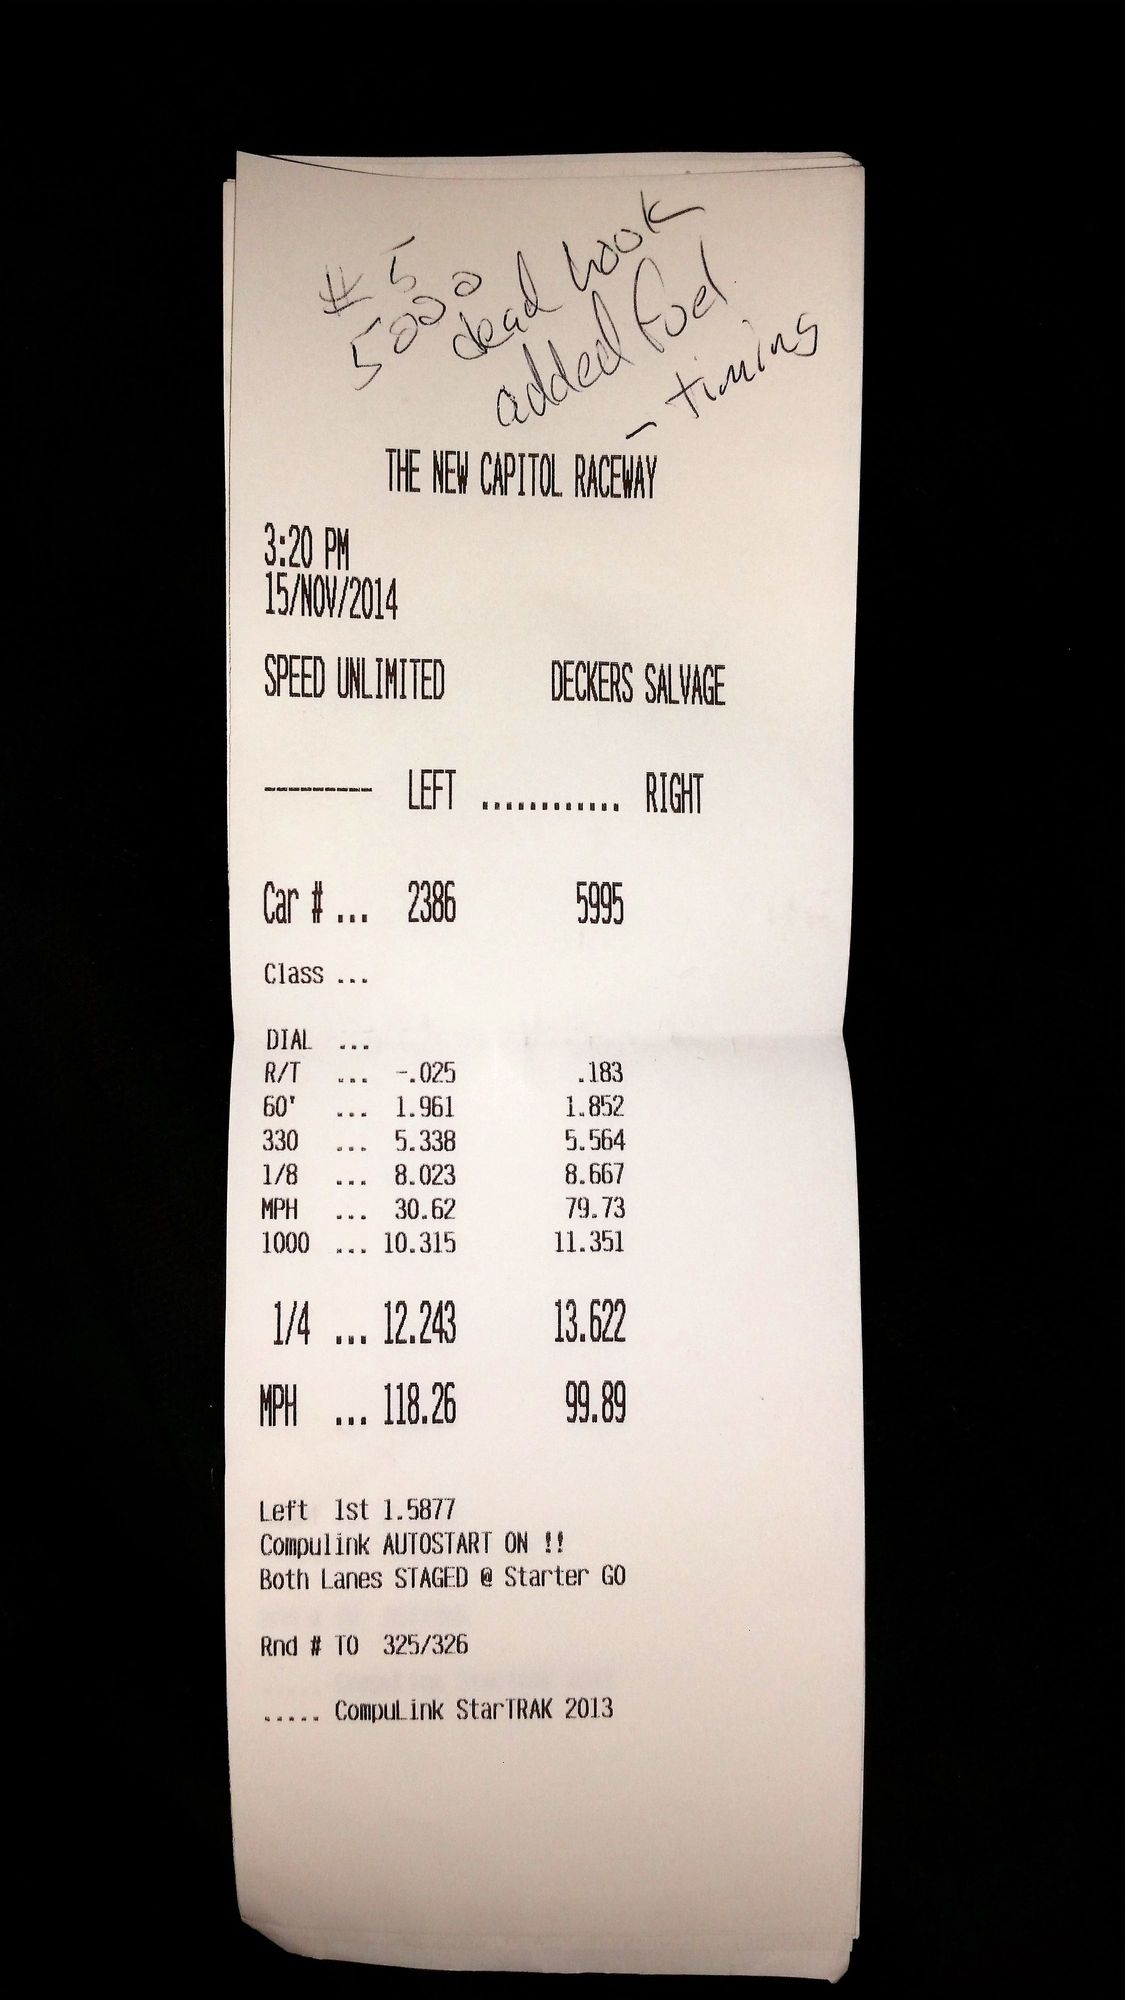 #5
5000 dead hook
added fuel
- timing
THE NEW CAPITOL RACEWAY
3:20 PM
15/NOV/2014
SPEED UNLIMITED DECKERS SALVAGE
-------- LEFT ............ RIGHT
Car # ... 2386 5995
Class ...
DIAL ...
R/T ... -.025 .183
60' ... 1.961 1.852
330 ... 5.338 5.564
1/8 ... 8.023 8.667
MPH ... 30.62 79.73
1000 ... 10.315 11.351
1/4 ... 12.243 13.622
MPH ... 118.26 99.89
Left 1st 1.5877
Compulink AUTOSTART ON !!
Both Lanes STAGED @ Starter GO
Rnd # TO 325/326
..... CompuLink StarTRAK 2013